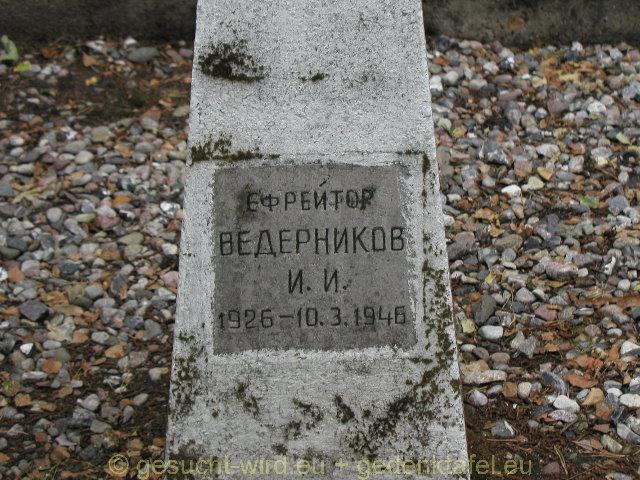 ЕФРЕЙТОР
ВЕДЕРНИКОВ
И. И.
1926-10.3.1946
© gesucht-wird.eu + gedenktafel.eu